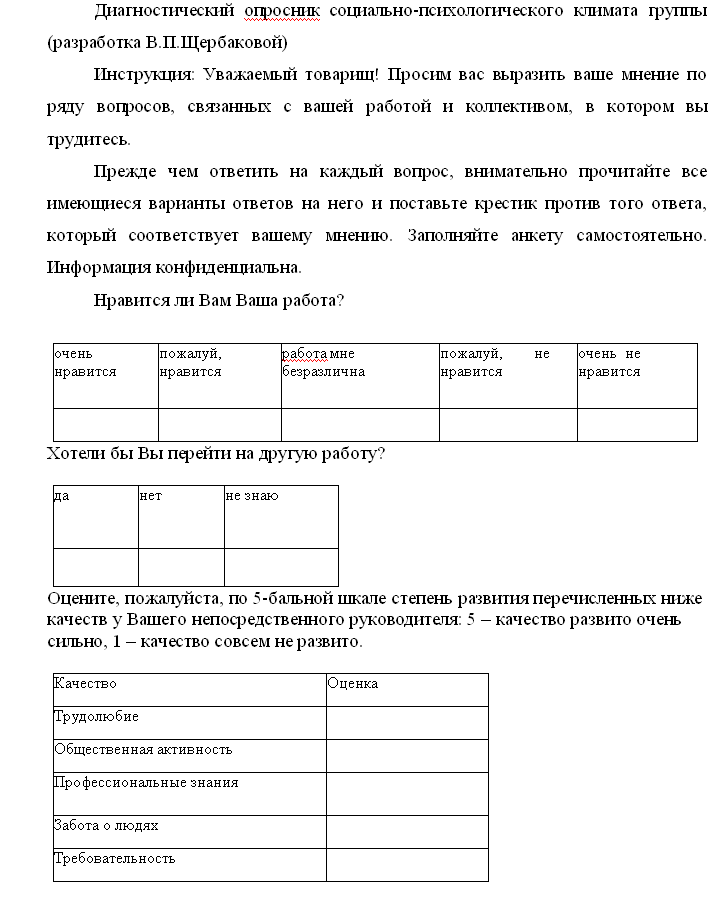 Диагностический опросник социально-психологического климата группы
(разработка В.П.Щербаковой)
Инструкция: Уважаемый товарищ! Просим вас выразить ваше мнение по
ряду вопросов, связанных с вашей работой и коллективом, в котором вы
трудитесь.
Прежде чем ответить на каждый вопрос, внимательно прочитайте все
имеющиеся варианты ответов на него и поставьте крестик против того ответа,
который соответствует вашему мнению. Заполняйте анкету самостоятельно.
Информация конфиденциальна.
Нравится ли Вам Ваша работа?
очень нравится
пожалуй, нравится
работа мне безразлична
пожалуй, не нравится
очень не нравится
Хотели бы Вы перейти на другую работу?
да нет не знаю
Оцените, пожалуйста, по 5-бальной шкале степень развития перечисленных ниже
качеств у Вашего непосредственного руководителя: 5 – качество развито очень
сильно, 1 – качество совсем не развито.
Качество Оценка
Трудолюбие
Общественная активность
Профессиональные знания
Забота о людях
Требовательность